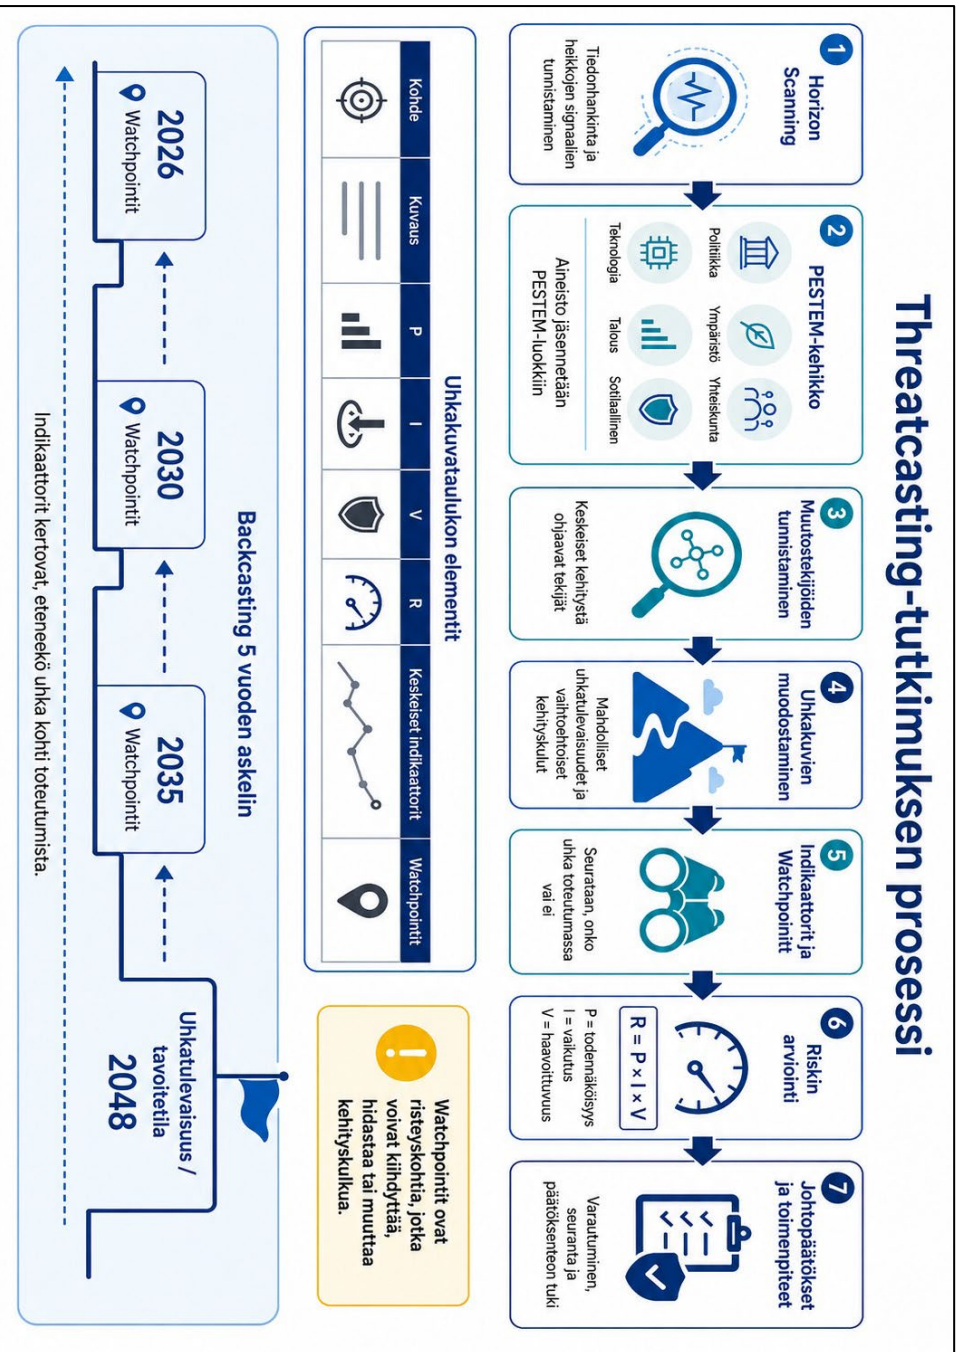 Threatcasting-tutkimuksen prosessi
1
Horizon
Scanning
Tiedonhankinta ja
heikkojen signaalien
tunnistaminen
2
PESTEM-kehikko
Politiikka
Ympäristö
Yhteiskunta
Teknologia
Talous
Sotilaallinen
Aineisto jäsennetään
PESTEM-luokkiin
3
Muutostekijöiden
tunnistaminen
Keskeiset kehitystä
ohjaavat tekijät
4
Uhkakuvien
muodostaminen
Mahdolliset
uhkatulevaisuudet ja
vaihtoehtoiset
kehityskulut
5
Indikaattorit ja
Watchpoinitt
Seurataan, onko
uhka toteutumassa
vai ei
6
Riskin
arviointi
R = P × I × V
P = todennäköisyys
I = vaikutus
V = haavoittuvuus
7
Johtopäätökset
ja toimenpiteet
Varautuminen,
seuranta ja
päätöksenteon tuki
Uhkakuvataulukon elementit
Kohde
Kuvaus
P
I
V
R
Keskeiset indikaattorit
Watchpointit
Watchpointit ovat
risteyskohtia, jotka
voivat kiihdyttää,
hidastaa tai muuttaa
kehityskulkua.
Backcasting 5 vuoden askelin
2026
Watchpointit
2030
Watchpointit
2035
Watchpointit
Uhkatulevaisuus /
tavoitetila
2048
Indikaattorit kertovat, eteneekö uhka kohti toteutumista.